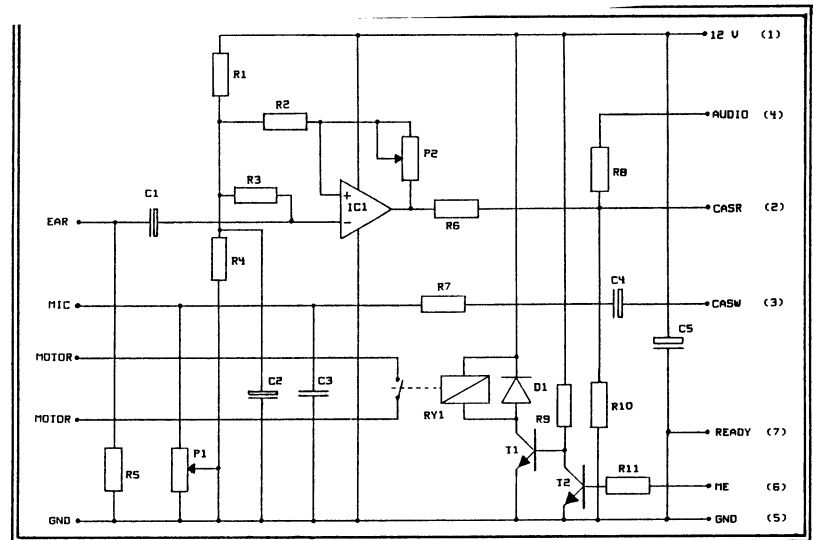 12 V (1)
R1
R2
AUDIO (4)
P2
R8
R3
C1
IC1
+
-
EAR
CASR (2)
R6
R4
R7
C4
MIC
CASW (3)
C5
MOTOR
C2
C3
D1
R9
R10
RY1
MOTOR
READY (7)
R5
P1
T1
T2
R11
ME (6)
GND
GND (5)